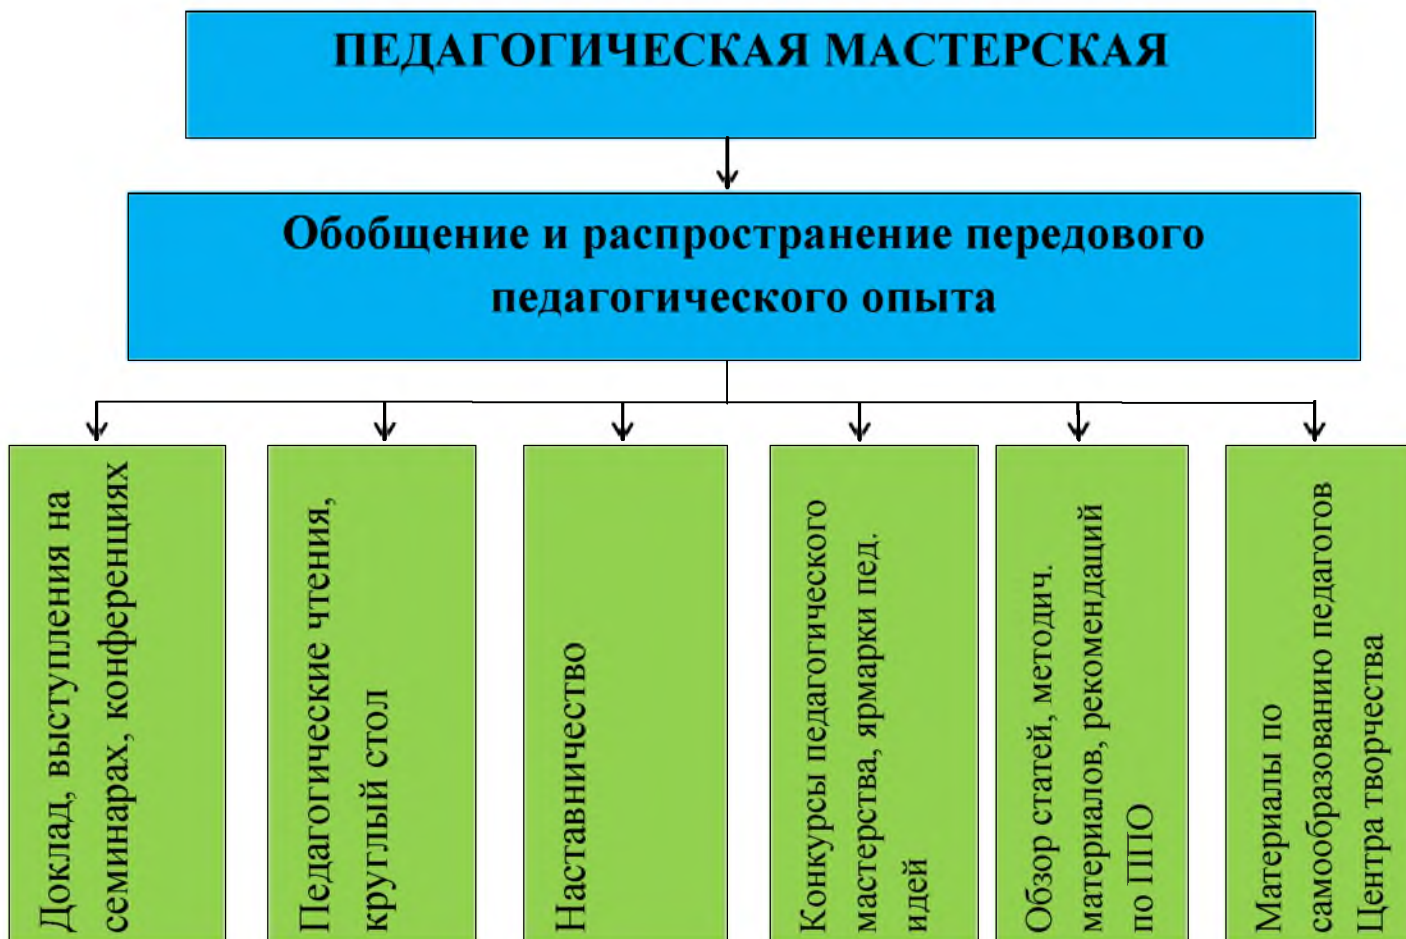 ПЕДАГОГИЧЕСКАЯ МАСТЕРСКАЯ
Обобщение и распространение передового
педагогического опыта
Доклад, выступления на
семинарах, конференциях
Педагогические чтения,
круглый стол
Наставничество
Конкурсы педагогического
мастерства, ярмарки пед.
идей
Обзор статей, методич.
материалов, рекомендаций
по ППО
Материалы по
самообразованию педагогов
Центра творчества